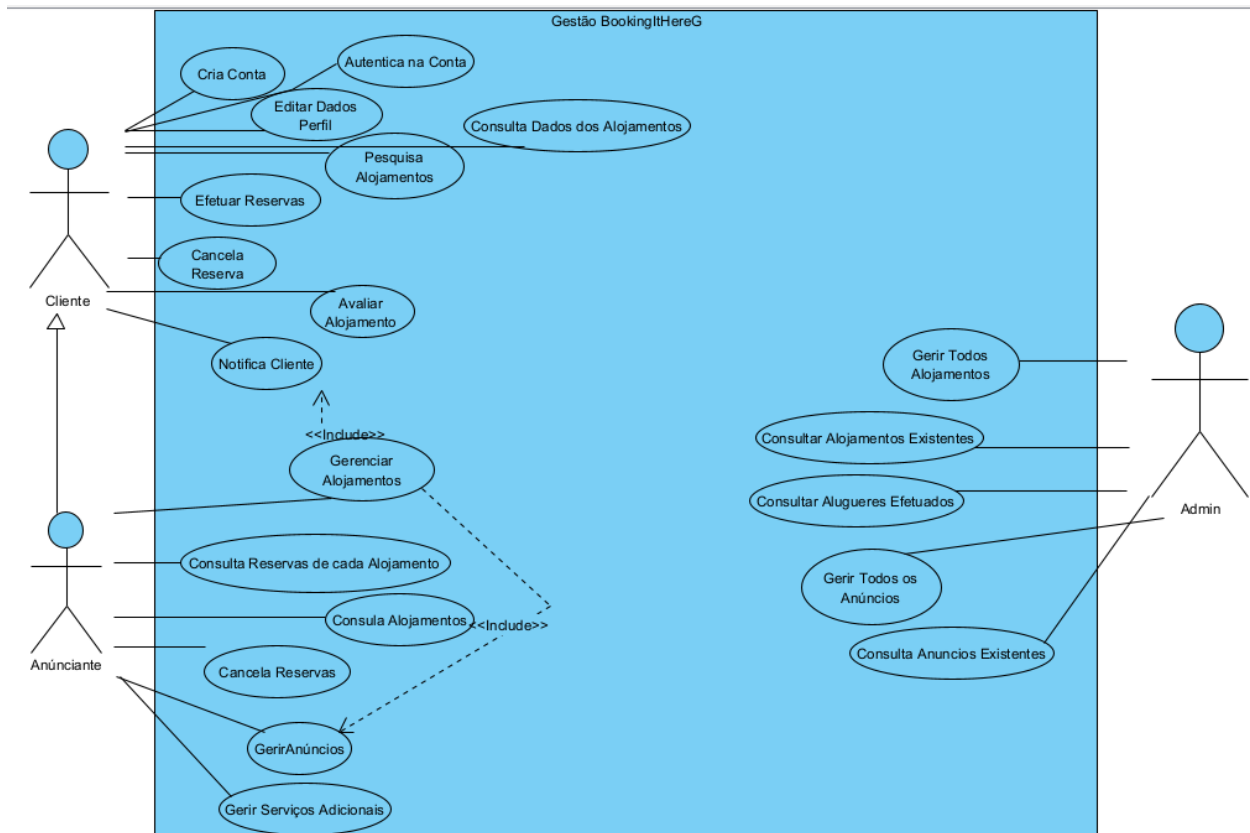 Gestão BookingItHereG
Cria Conta
Autentica na Conta
Editar Dados
Perfil
Consulta Dados dos Alojamentos
Pesquisa
Alojamentos
Efetuar Reservas
Cancela
Reserva
Cliente
Avaliar
Alojamento
Notifica Cliente
<<Include>>
Gerenciar
Alojamentos
Gerir Todos
Alojamentos
Consultar Alojamentos Existentes
Consultar Alugueres Efetuados
Admin
Gerir Todos os
Anúncios
Consulta Anuncios Existentes
Consulta Reservas de cada Alojamento
Consula Alojamentos
<<Include>>
Anúnciante
Cancela Reservas
GerirAnúncios
Gerir Serviços Adicionais